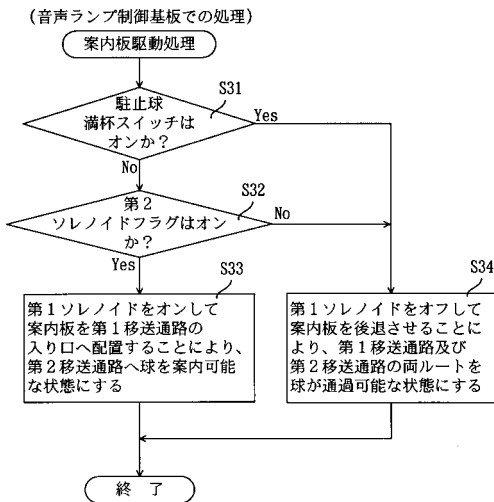 (音声ランプ制御基板での処理)
案内板駆動処理
S31
駐止球
満杯スイッチは
オンか?
Yes
No
S32
第2
ソレノイドフラグはオン
か?
No
Yes
S33
第1ソレノイドをオンして
案内板を第1移送通路の
入り口へ配置することにより、
第2移送通路へ球を案内可能
な状態にする
S34
第1ソレノイドをオフして
案内板を後退させることに
より、第1移送通路及び
第2移送通路の両ルートを
球が通過可能な状態にする
終 了